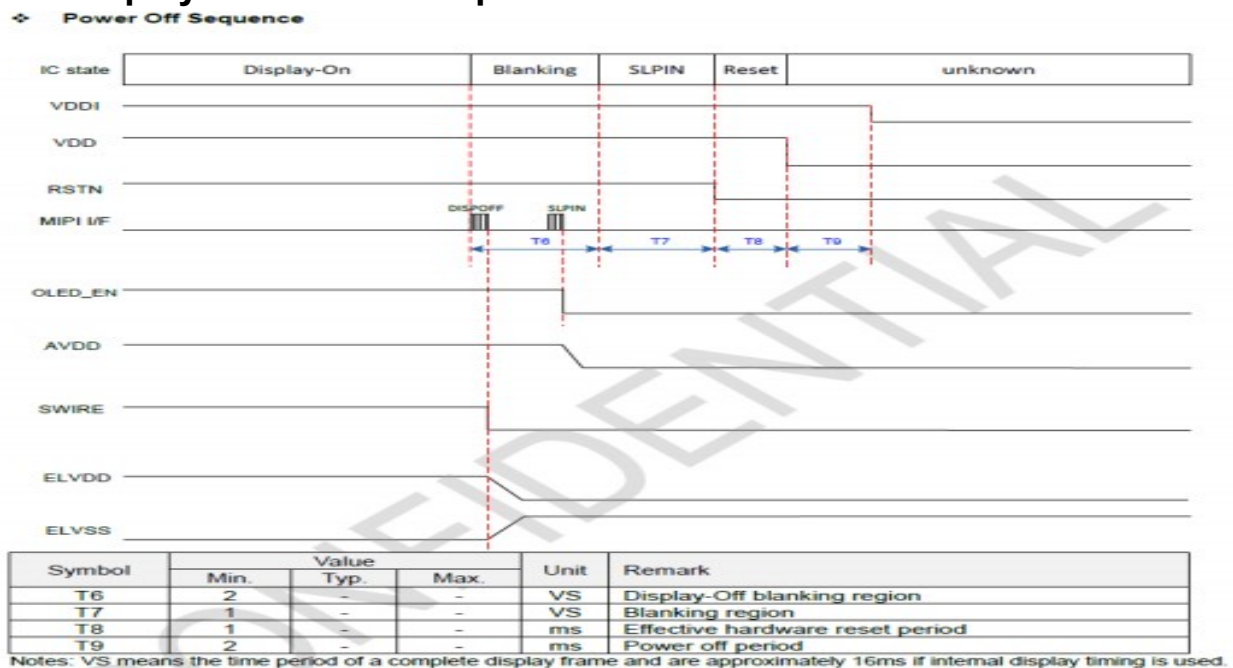 ❖ Power Off Sequence
IC state Display-On Blanking SLPIN Reset unknown
VDDI
VDD
RSTN
DISPOFF SLPIN
MIPI I/F
T6 T7 T8 T9
OLED_EN
AVDD
SWIRE
ELVDD
ELVSS
CONFIDENTIAL
Symbol Value Unit Remark
Min. Typ. Max.
T6 2 - - VS Display-Off blanking region
T7 1 - - VS Blanking region
T8 1 - - ms Effective hardware reset period
T9 2 - - ms Power off period
Notes: VS means the time period of a complete display frame and are approximately 16ms if internal display timing is used.